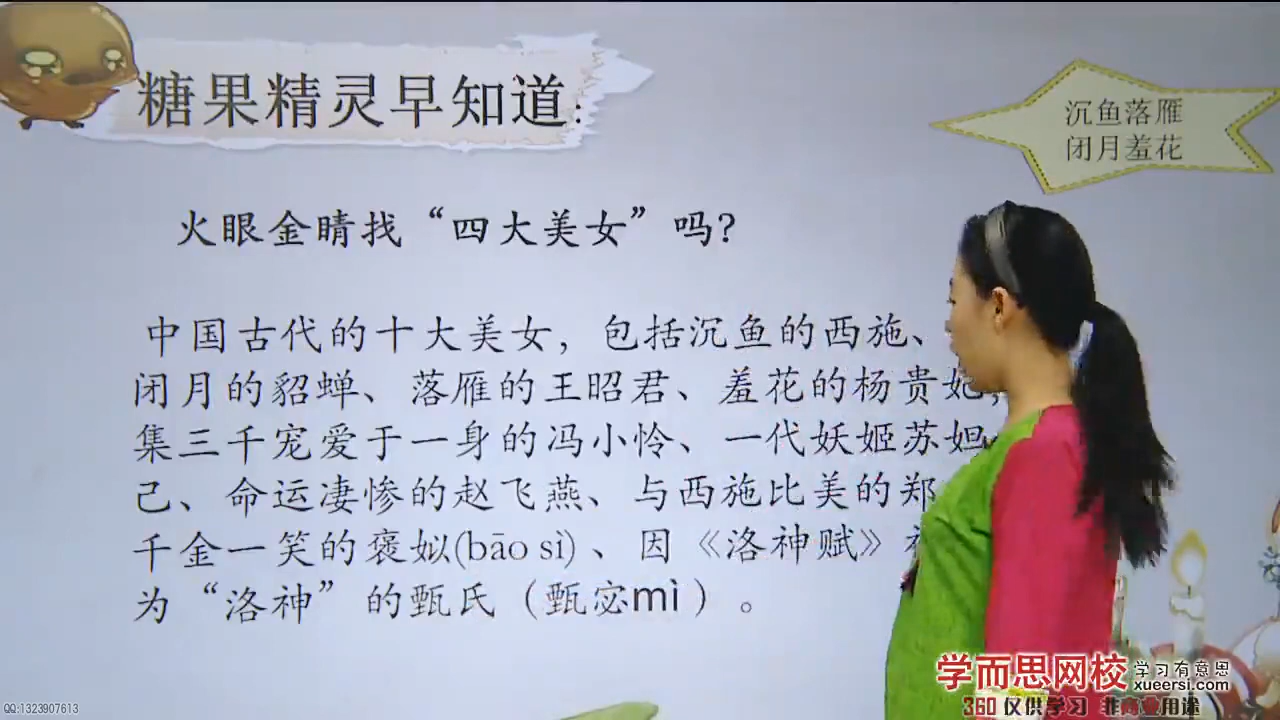 糖果精灵早知道:
沉鱼落雁
闭月羞花
火眼金睛找“四大美女”吗?
中国古代的十大美女，包括沉鱼的西施、
闭月的貂蝉、落雁的王昭君、羞花的杨贵妃，
集三千宠爱于一身的冯小怜、一代妖姬苏妲
己、命运凄惨的赵飞燕、与西施比美的郑
千金一笑的褒姒(bāo sì)、因《洛神赋》
为“洛神”的甄氏（甄宓mì）。
学而思网校
学习有意思
xueersi.com
360 仅供学习 非商业用途
QQ:1323907613